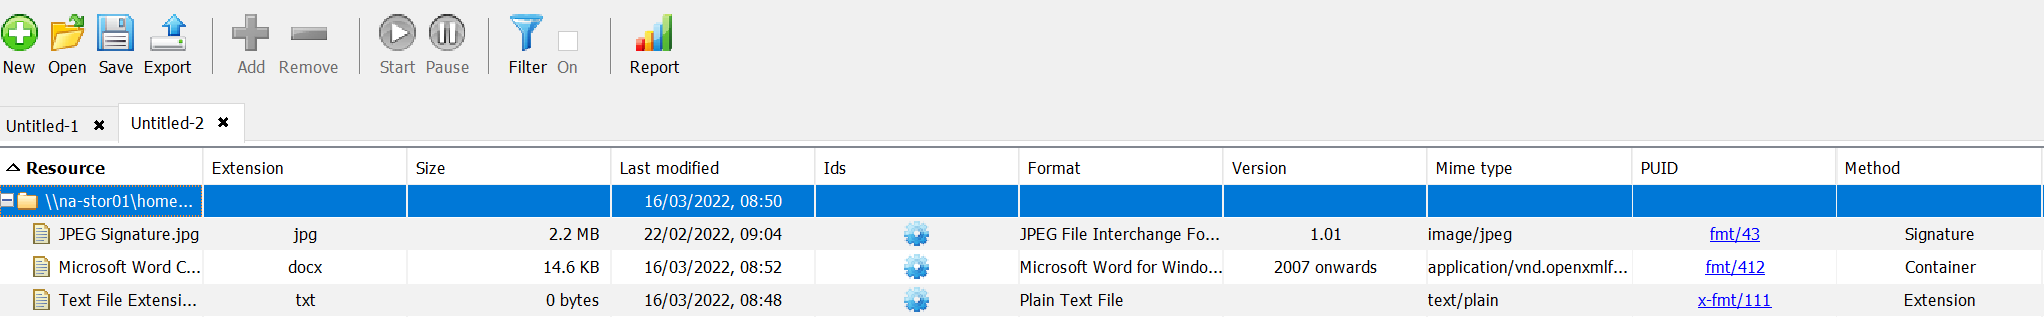 New Open Save Export Add Remove Start Pause Filter On Report
Untitled-1 Untitled-2
Resource Extension Size Last modified Ids Format Version Mime type PUID Method
\\na-stor01\home... 16/03/2022, 08:50
JPEG Signature.jpg jpg 2.2 MB 22/02/2022, 09:04 JPEG File Interchange Fo... 1.01 image/jpeg fmt/43 Signature
Microsoft Word C... docx 14.6 KB 16/03/2022, 08:52 Microsoft Word for Windo... 2007 onwards application/vnd.openxmlf... fmt/412 Container
Text File Extensi... txt 0 bytes 16/03/2022, 08:48 Plain Text File text/plain x-fmt/111 Extension